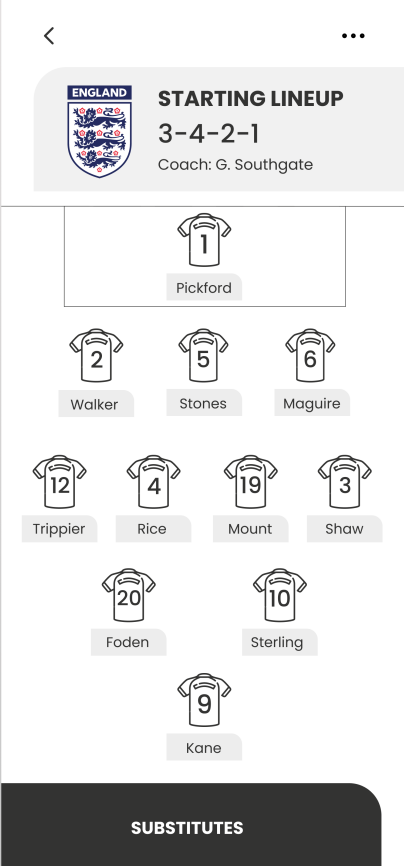 ENGLAND
STARTING LINEUP
3-4-2-1
Coach: G. Southgate
1
Pickford
2 5 6
Walker Stones Maguire
12 4 19 3
Trippier Rice Mount Shaw
20 10
Foden Sterling
9
Kane
SUBSTITUTES